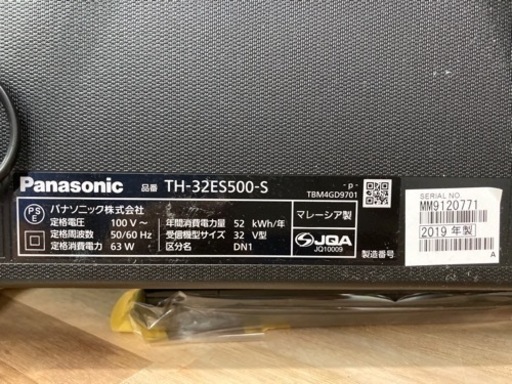 Panasonic 品番 TH-32ES500-S
- p -
TBM4GD9701
PSE パナソニック株式会社
定格電圧 100 V～ 年間消費電力量 52 kWh/年
定格周波数 50/60 Hz 受信機型サイズ 32 V型
定格消費電力 63 W 区分名 DN1
マレーシア製
JQA
JQ10009
製造番号
SERIAL NO
MM9120771
2019 年製
A